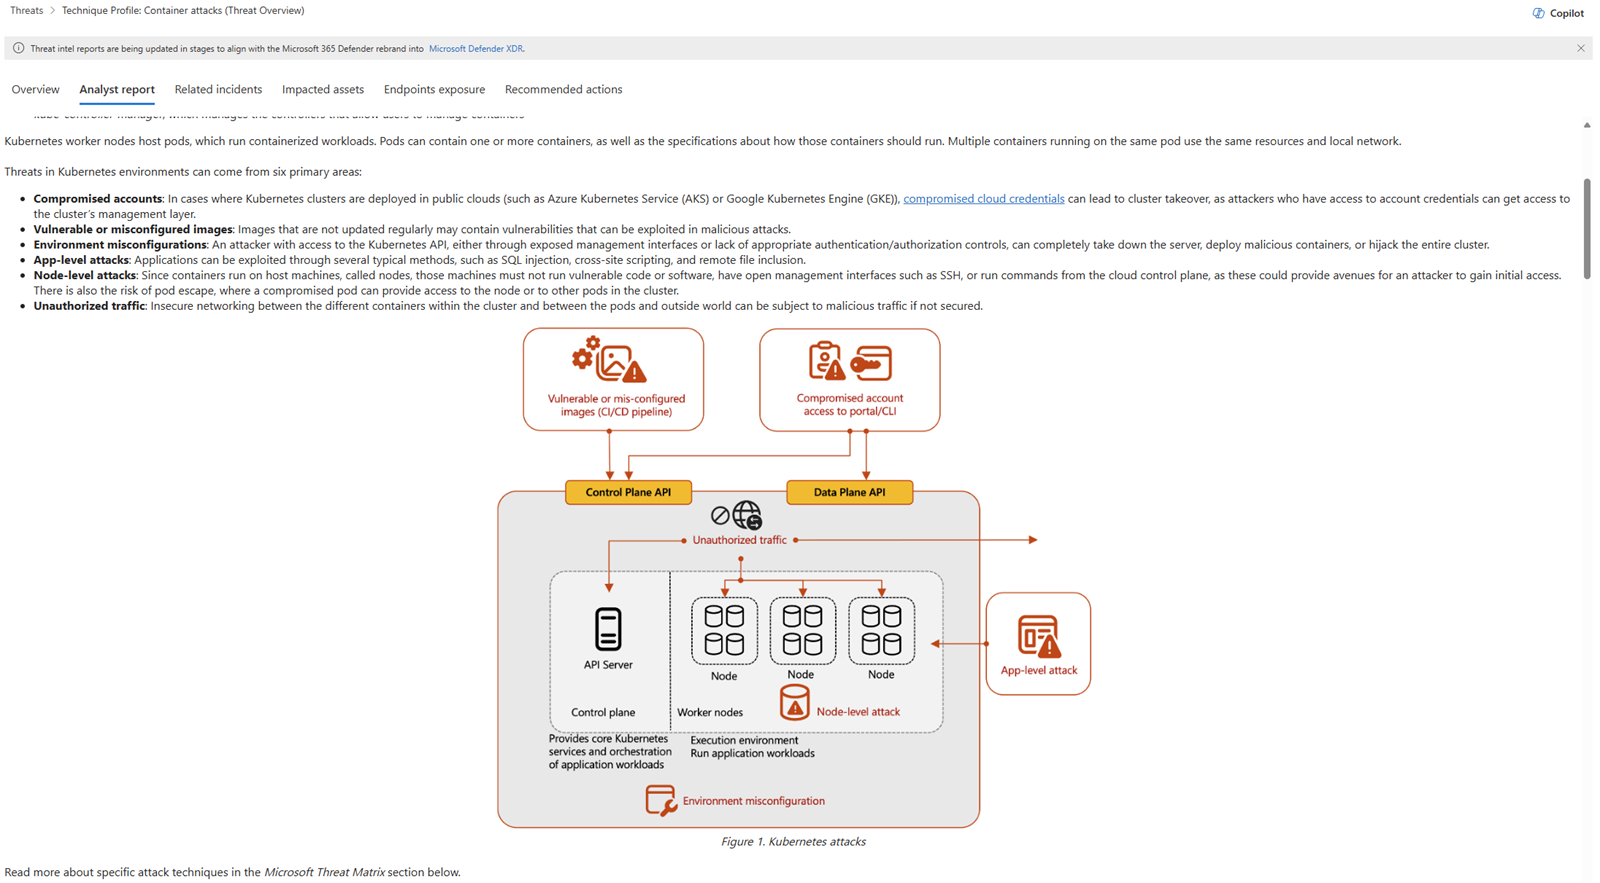 Threats > Technique Profile: Container attacks (Threat Overview)
Copilot
Threat intel reports are being updated in stages to align with the Microsoft 365 Defender rebrand into Microsoft Defender XDR.
Overview Analyst report Related incidents Impacted assets Endpoints exposure Recommended actions
kube-controller-manager, which manages the controllers that allow users to manage containers
Kubernetes worker nodes host pods, which run containerized workloads. Pods can contain one or more containers, as well as the specifications about how those containers should run. Multiple containers running on the same pod use the same resources and local network.
Threats in Kubernetes environments can come from six primary areas:
• Compromised accounts: In cases where Kubernetes clusters are deployed in public clouds (such as Azure Kubernetes Service (AKS) or Google Kubernetes Engine (GKE)), compromised cloud credentials can lead to cluster takeover, as attackers who have access to account credentials can get access to
the cluster's management layer.
• Vulnerable or misconfigured images: Images that are not updated regularly may contain vulnerabilities that can be exploited in malicious attacks.
• Environment misconfigurations: An attacker with access to the Kubernetes API, either through exposed management interfaces or lack of appropriate authentication/authorization controls, can completely take down the server, deploy malicious containers, or hijack the entire cluster.
• App-level attacks: Applications can be exploited through several typical methods, such as SQL injection, cross-site scripting, and remote file inclusion.
• Node-level attacks: Since containers run on host machines, called nodes, those machines must not run vulnerable code or software, have open management interfaces such as SSH, or run commands from the cloud control plane, as these could provide avenues for an attacker to gain initial access.
There is also the risk of pod escape, where a compromised pod can provide access to the node or to other pods in the cluster.
• Unauthorized traffic: Insecure networking between the different containers within the cluster and between the pods and outside world can be subject to malicious traffic if not secured.
Vulnerable or mis-configured
images (CI/CD pipeline)
Compromised account
access to portal/CLI
Control Plane API
Data Plane API
Unauthorized traffic
API Server
Node
Node
Node
App-level attack
Control plane
Worker nodes
Node-level attack
Provides core Kubernetes
services and orchestration
of application workloads
Execution environment
Run application workloads
Environment misconfiguration
Figure 1. Kubernetes attacks
Read more about specific attack techniques in the Microsoft Threat Matrix section below.